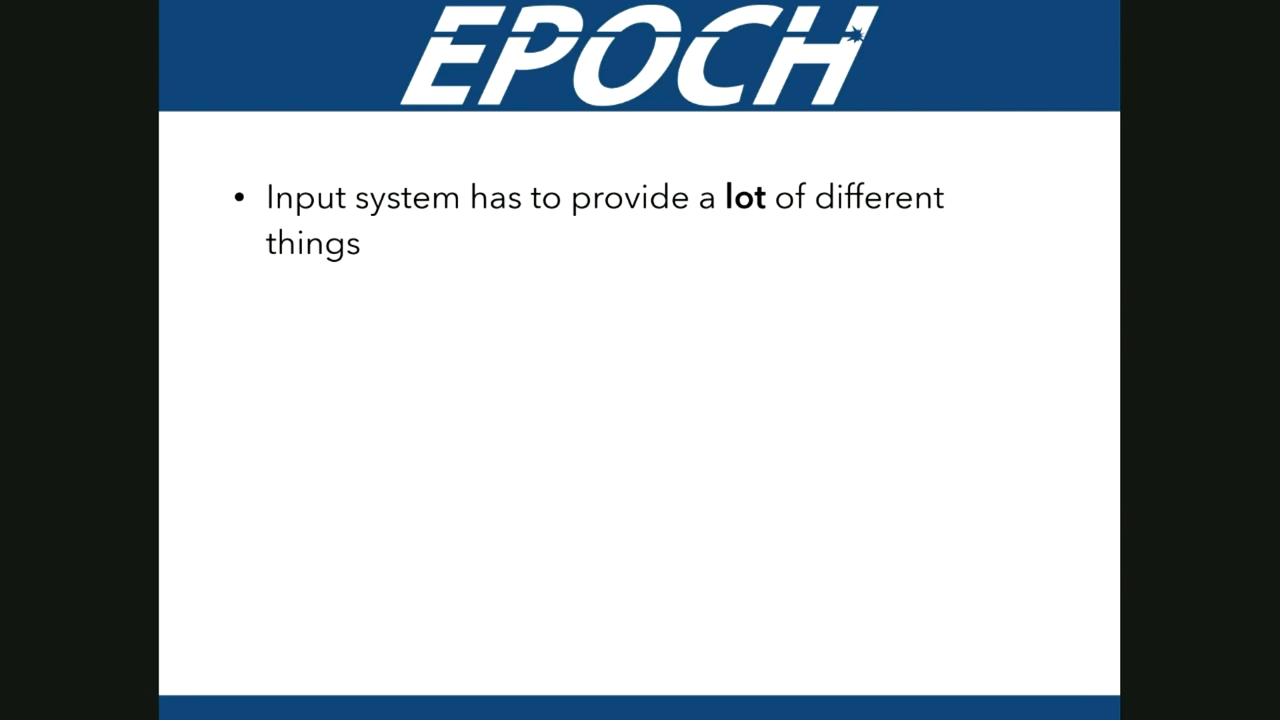 EPOCH
• Input system has to provide a lot of different
things